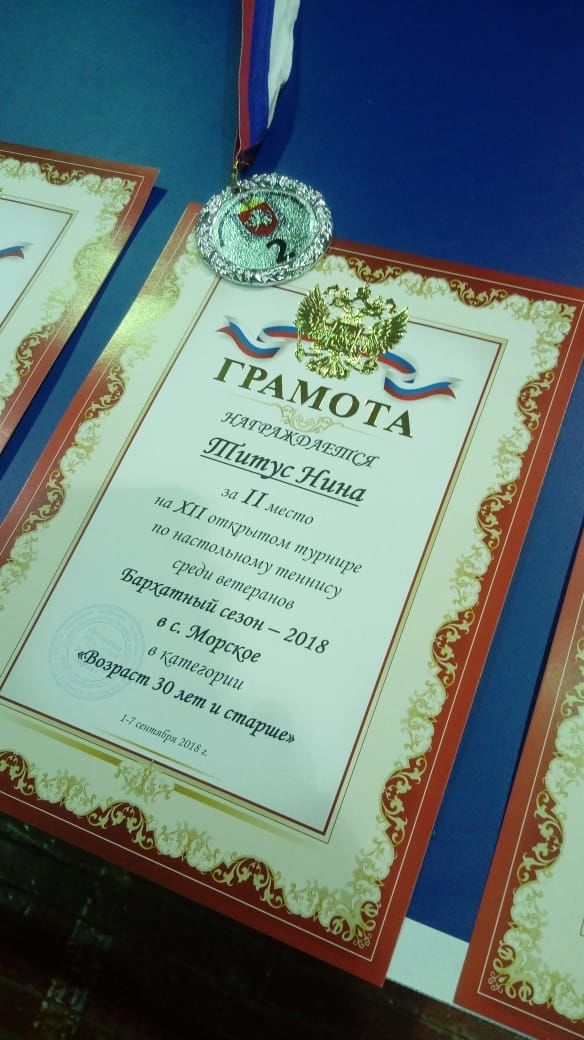 2
ГРАМОТА
НАГРАЖДАЕТСЯ
Титус Нина
за II место
на XII открытом турнире
по настольному теннису
среди ветеранов
Бархатный сезон – 2018
в с. Морское
в категории
«Возраст 30 лет и старше»
1-7 сентября 2018 г.